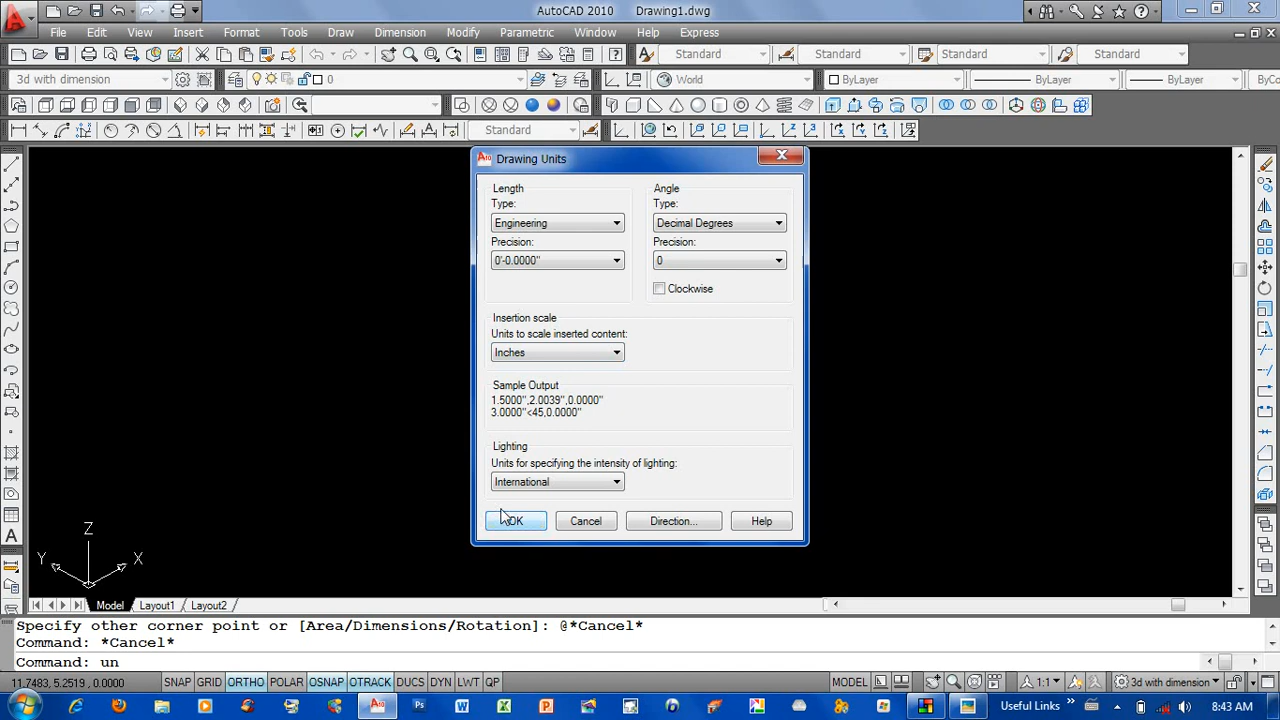 AutoCAD 2010 Drawing1.dwg
File Edit View Insert Format Tools Draw Dimension Modify Parametric Window Help Express
Standard Standard Standard Standard
3d with dimension 0 World ByLayer ByLayer ByLayer ByCo
Standard
Drawing Units
Length
Type:
Engineering
Precision:
0'-0.0000"
Angle
Type:
Decimal Degrees
Precision:
0
Clockwise
Insertion scale
Units to scale inserted content:
Inches
Sample Output
1.5000",2.0039",0.0000"
3.0000"<45,0.0000"
Lighting
Units for specifying the intensity of lighting:
International
OK Cancel Direction... Help
Z
Y X
Model Layout1 Layout2
Specify other corner point or [Area/Dimensions/Rotation]: @*Cancel*
Command: *Cancel*
Command: un
11.7483, 5.2519 , 0.0000 SNAP GRID ORTHO POLAR OSNAP OTRACK DUCS DYN LWT QP MODEL 1:1 3d with dimension
Useful Links » 8:43 AM